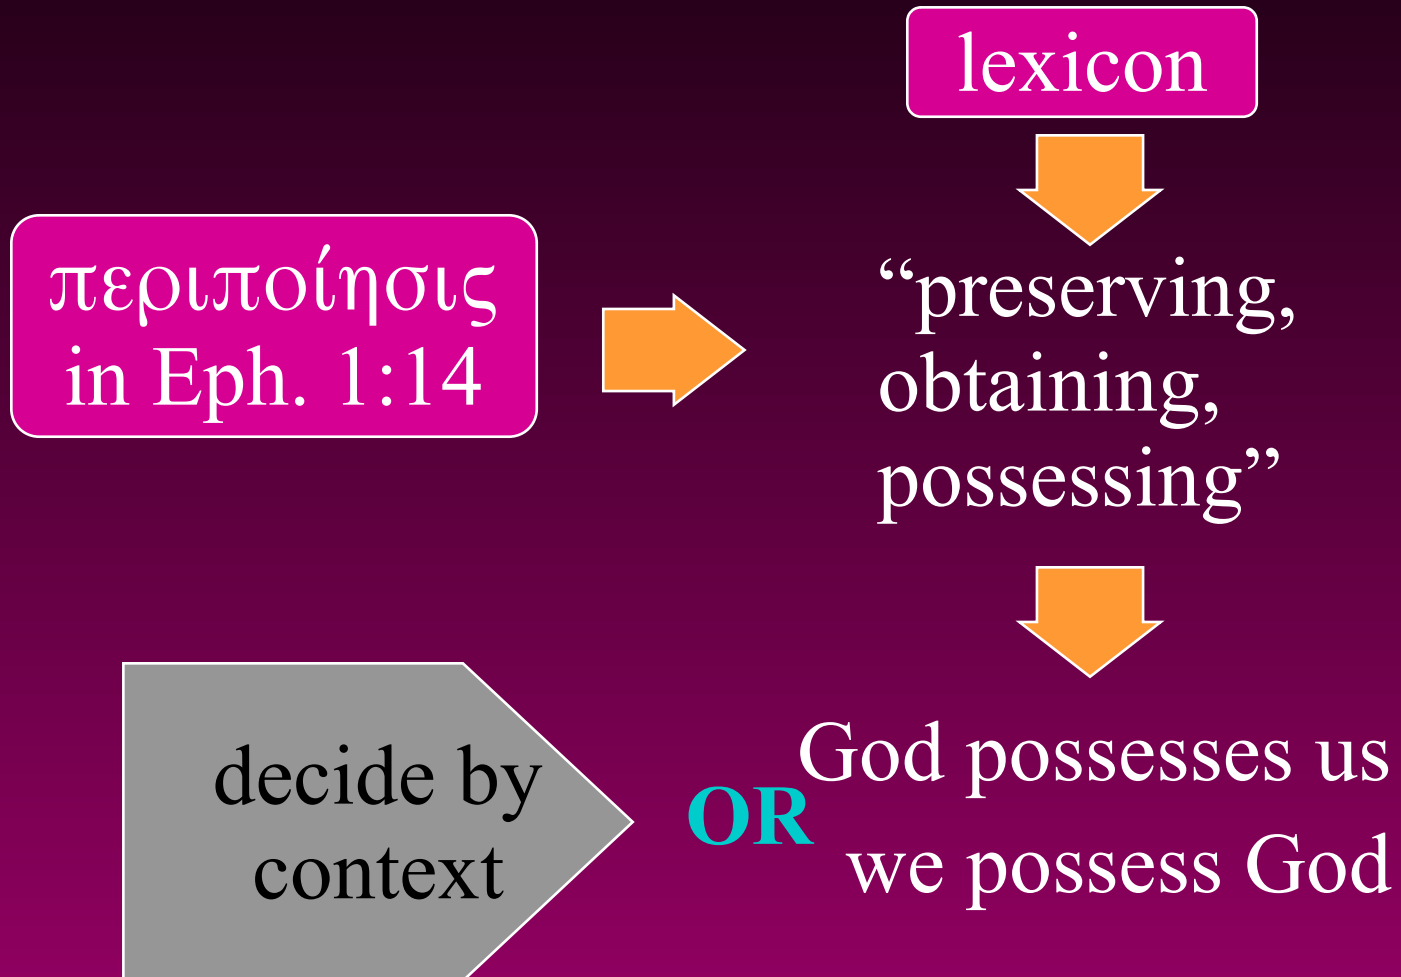 lexicon
περιποίησις
in Eph. 1:14
“preserving,
obtaining,
possessing”
decide by
context
OR
God possesses us
we possess God